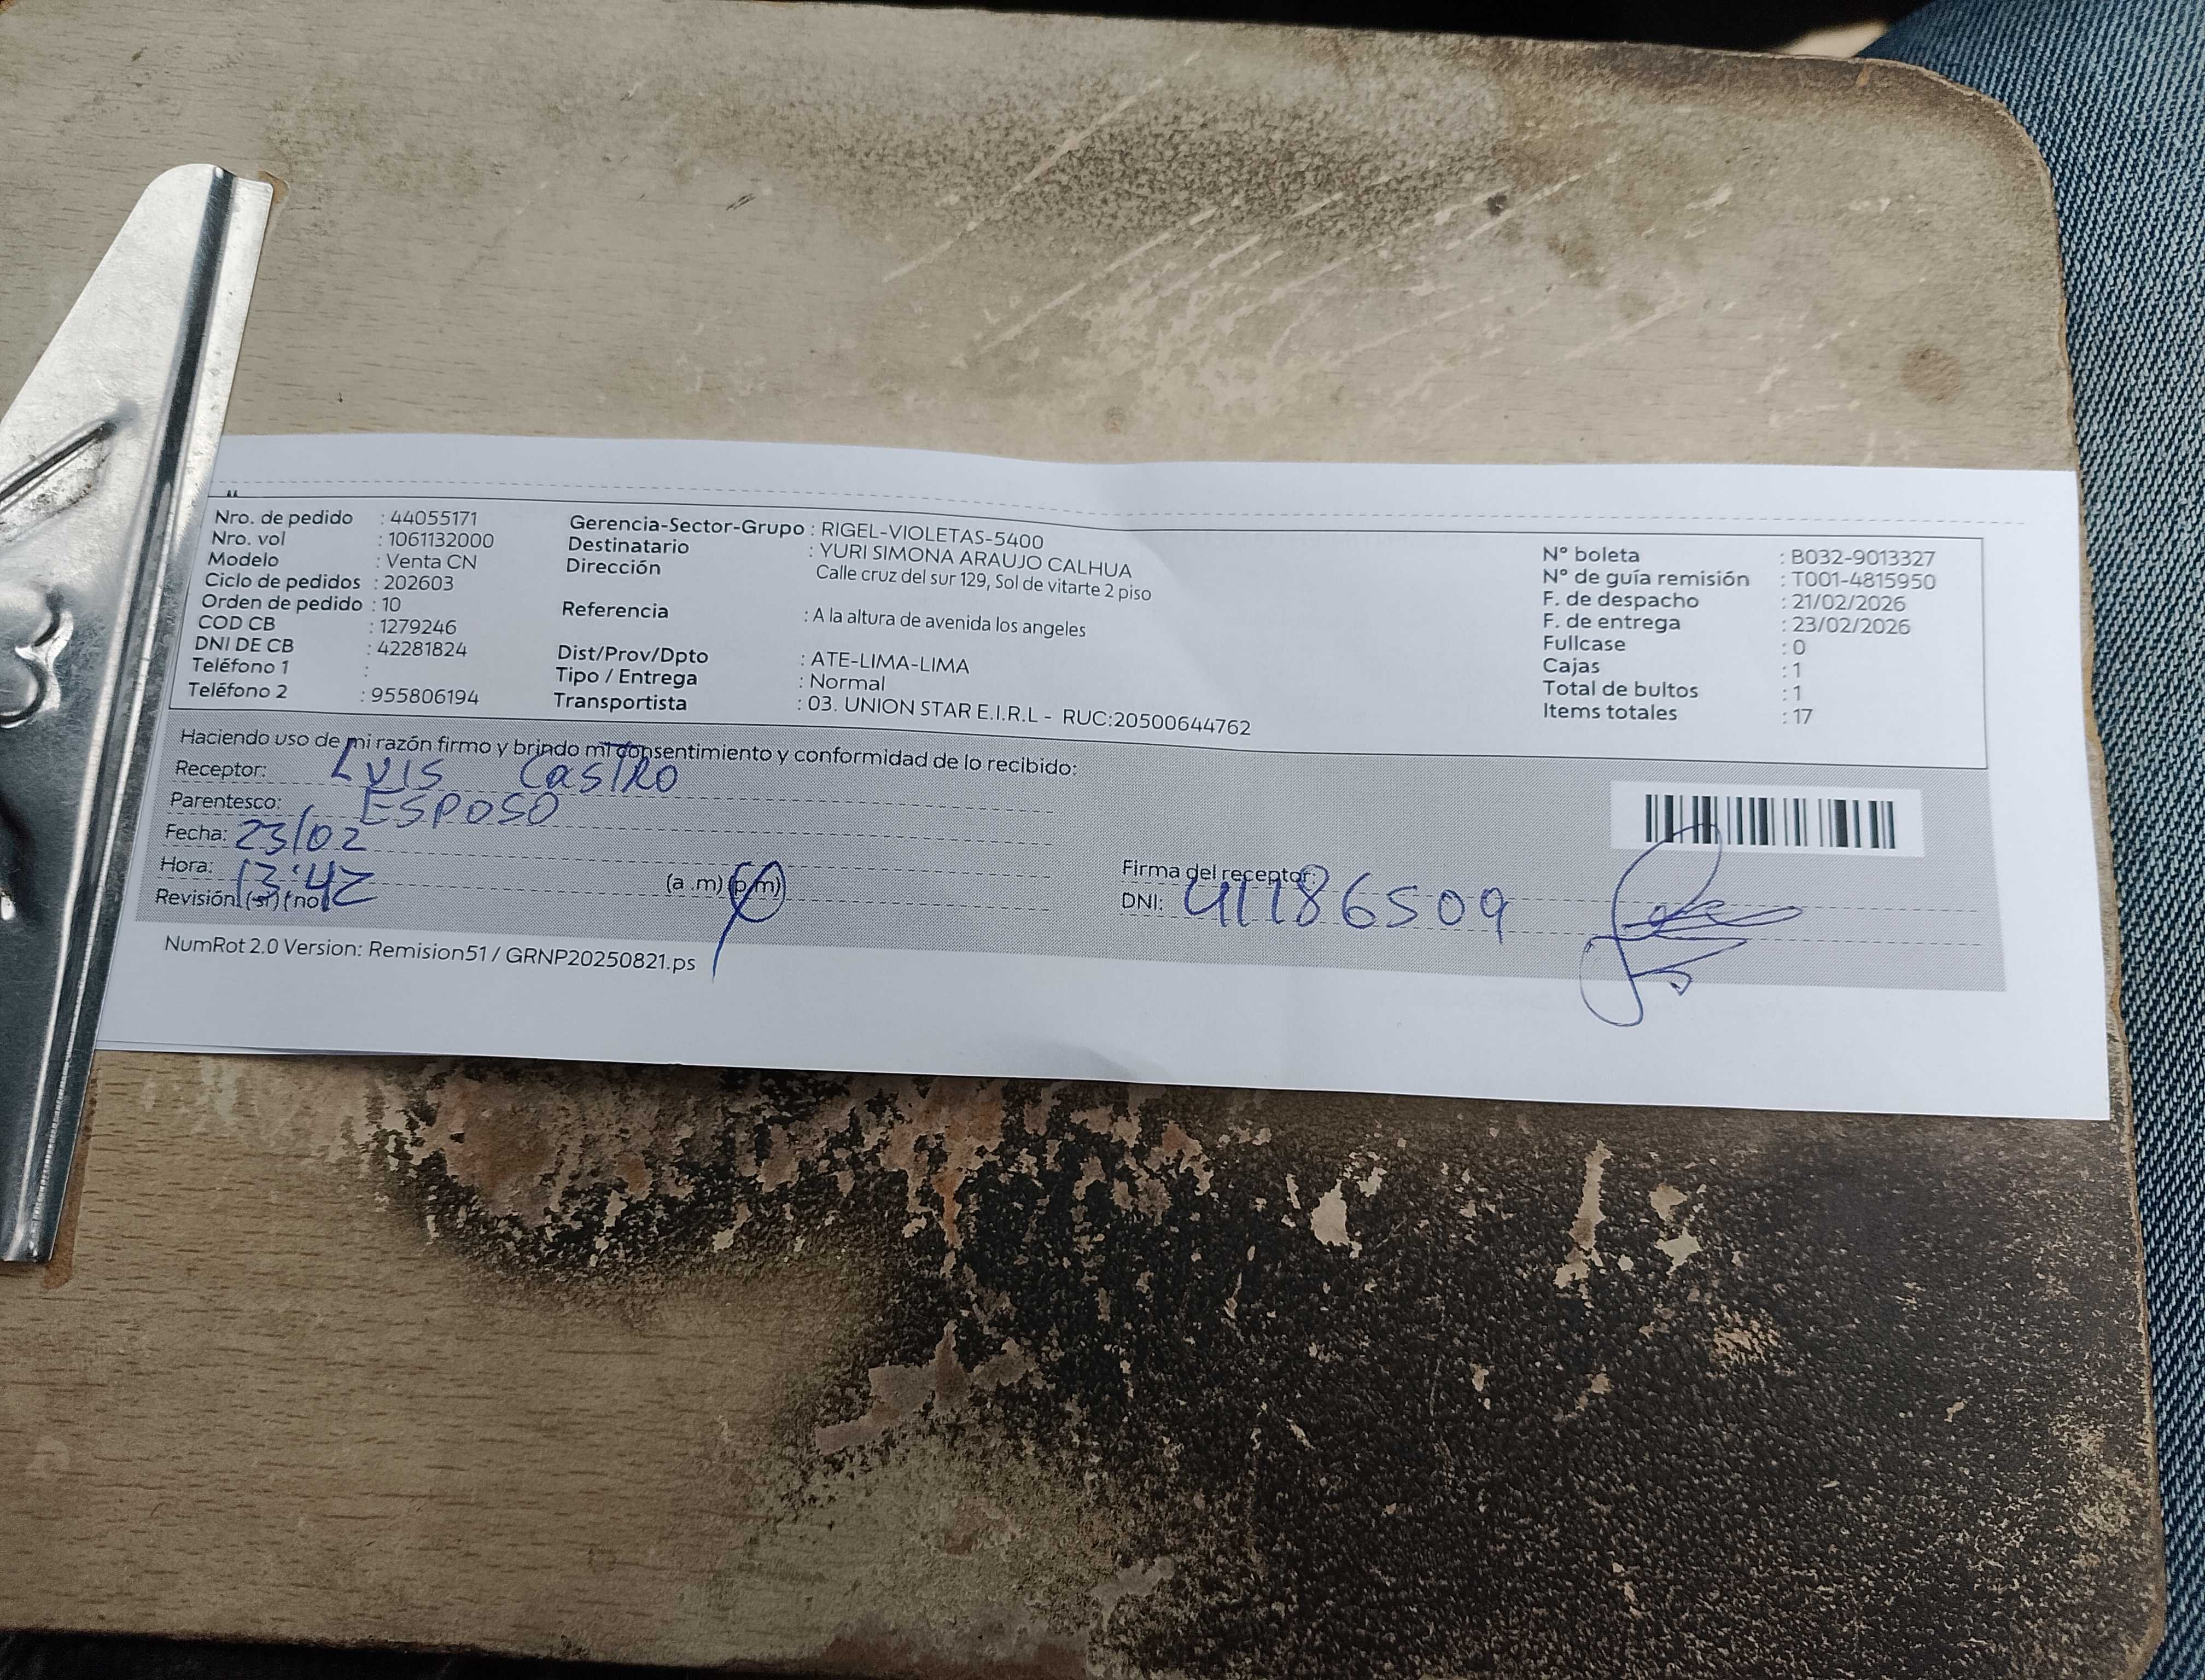 Nro. de pedido : 44055171
Nro. vol : 1061132000
Modelo : Venta CN
Ciclo de pedidos : 202603
Orden de pedido : 10
COD CB : 1279246
DNI DE CB : 42281824
Teléfono 1 :
Teléfono 2 : 955806194
Gerencia-Sector-Grupo : RIGEL-VIOLETAS-5400
Destinatario : YURI SIMONA ARAUJO CALHUA
Dirección Calle cruz del sur 129, Sol de vitarte 2 piso
Referencia : A la altura de avenida los angeles
Dist/Prov/Dpto : ATE-LIMA-LIMA
Tipo / Entrega : Normal
Transportista : 03. UNION STAR E.I.R.L - RUC:20500644762
N° boleta : B032-9013327
N° de guía remisión : T001-4815950
F. de despacho : 21/02/2026
F. de entrega : 23/02/2026
Fullcase : 0
Cajas : 1
Total de bultos : 1
Items totales : 17
Haciendo uso de mi razón firmo y brindo mi consentimiento y conformidad de lo recibido:
Receptor: LUIS CASTRO
Parentesco: ESPOSO
Fecha: 23/02
Hora: 13:42 (a .m) (p.m)
Revisión (si) (no)
Firma del receptor:
DNI: 41186509
NumRot 2.0 Version: Remision51 / GRNP20250821.ps